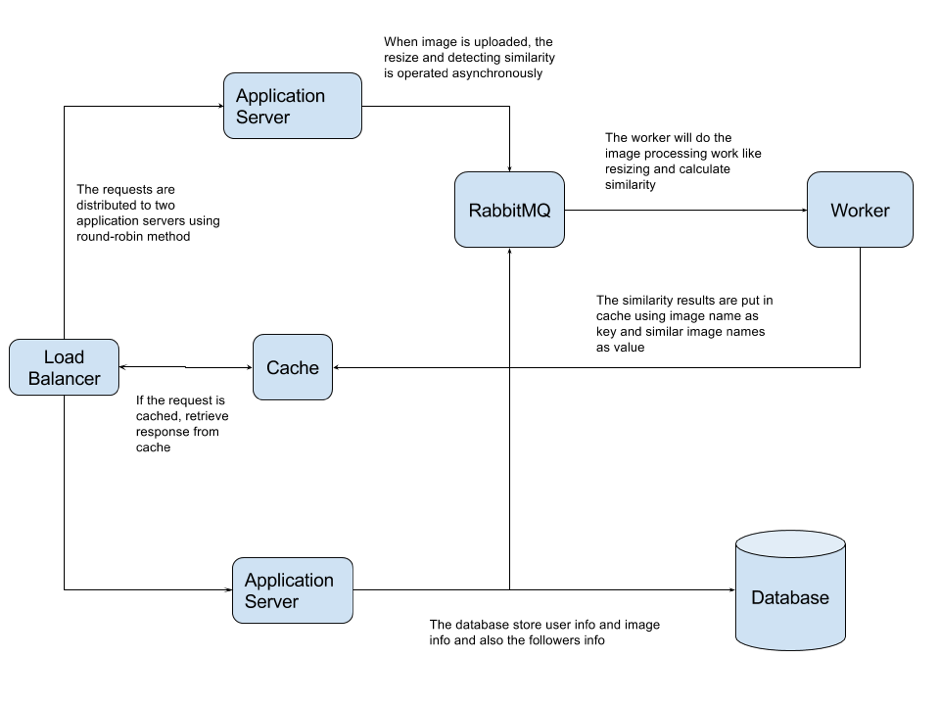 When image is uploaded, the
resize and detecting similarity
is operated asynchronously
Application
Server
The worker will do the
image processing work like
resizing and calculate
similarity
The requests are
distributed to two
application servers using
round-robin method
RabbitMQ
Worker
The similarity results are put in
cache using image name as
key and similar image names
as value
Load
Balancer
Cache
If the request is
cached, retrieve
response from
cache
Application
Server
Database
The database store user info and image
info and also the followers info